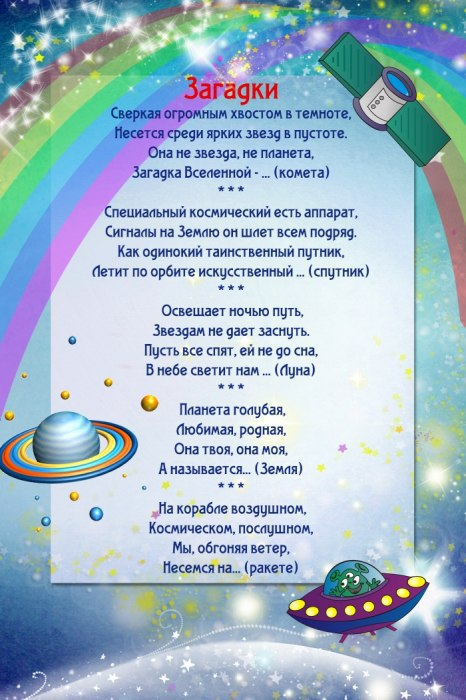 Загадки
Сверкая огромным хвостом в темноте,
Несется среди ярких звезд в пустоте.
Она не звезда, не планета,
Загадка Вселенной - ... (комета)
* * *
Специальный космический есть аппарат,
Сигналы на Землю он шлет всем подряд.
Как одинокий таинственный путник,
Летит по орбите искусственный ... (спутник)
* * *
Освещает ночью путь,
Звездам не дает заснуть.
Пусть все спят, ей не до сна,
В небе светит нам ... (Луна)
* * *
Планета голубая,
Любимая, родная,
Она твоя, она моя,
А называется... (Земля)
* * *
На корабле воздушном,
Космическом, послушном,
Мы, обгоняя ветер,
Несемся на... (ракете)